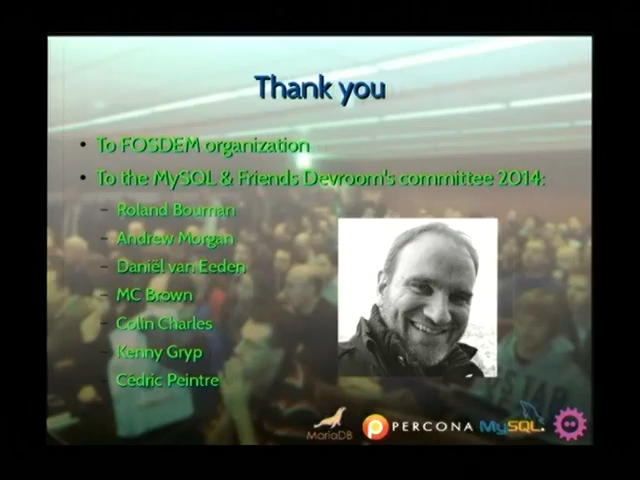 Thank you
• To FOSDEM organization
• To the MySQL & Friends Devroom's committee 2014:
– Roland Bouman
– Andrew Morgan
– Daniël van Eeden
– MC Brown
– Colin Charles
– Kenny Gryp
– Cédric Peintre
MariaDB PERCONA MySQL.